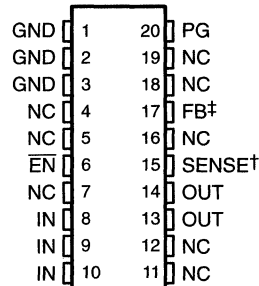 GND 1 20 PG
GND 2 19 NC
GND 3 18 NC
NC 4 17 FB‡
NC 5 16 NC
E̅N̅ 6 15 SENSE†
NC 7 14 OUT
IN 8 13 OUT
IN 9 12 NC
IN 10 11 NC